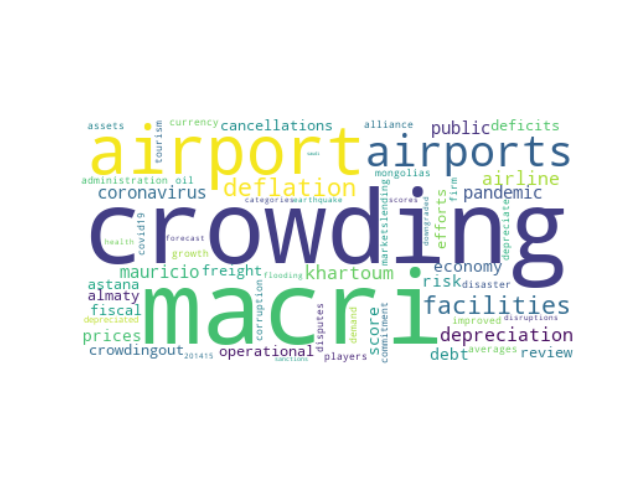 assets
tourism
currency
cancellations
alliance
public
deficits
airport
airports
administration
oil
deflation
mongolias
airline
coronavirus
categories
earthquake
scores
pandemic
firm
marketslending
downgraded
efforts
depreciate
crowding
covid19
health
forecast
growth
mauricio
freight
flooding
khartoum
economy
risk
disaster
astana
almaty
fiscal
depreciated
prices
macri
corruption
disputes
demand
score
commitment
facilities
improved
disruptions
depreciation
crowdingout
201415
operational
sanctions
players
debt
averages
review